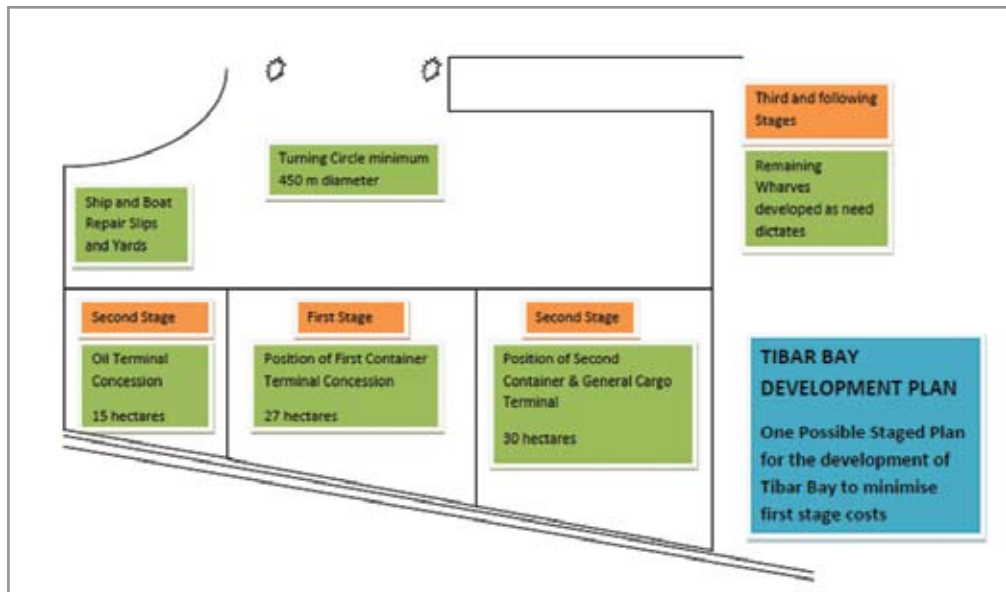 Third and following
Stages
Remaining
Wharves
developed as need
dictates
Turning Circle minimum
450 m diameter
Ship and Boat
Repair Slips
and Yards
Second Stage
Oil Terminal
Concession
15 hectares
First Stage
Position of First Container
Terminal Concession
27 hectares
Second Stage
Position of Second
Container & General Cargo
Terminal
30 hectares
TIBAR BAY
DEVELOPMENT PLAN
One Possible Staged Plan
for the development of
Tibar Bay to minimise
first stage costs